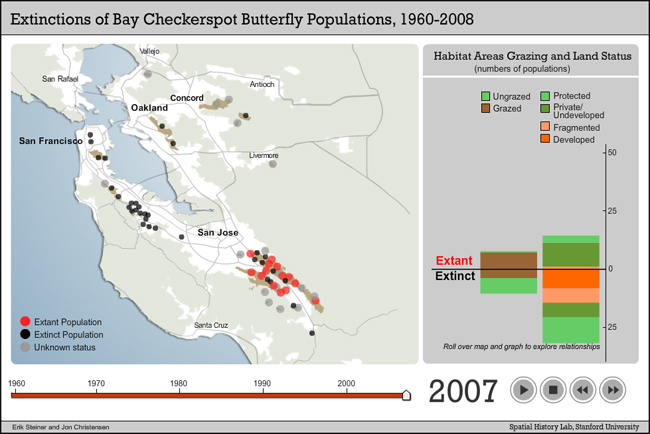 Extinctions of Bay Checkerspot Butterfly Populations, 1960-2008
Vallejo
San Rafael
Concord
Antioch
Oakland
San Francisco
Livermore
San Jose
Santa Cruz
Extant Population
Extinct Population
Unknown status
Habitat Areas Grazing and Land Status
(numbers of populations)
Ungrazed
Grazed
Protected
Private/
Undeveloped
Fragmented
Developed
50
25
Extant
0
Extinct
25
Roll over map and graph to explore relationships
1960
1970
1980
1990
2000
2007
Erik Steiner and Jon Christensen
Spatial History Lab, Stanford University